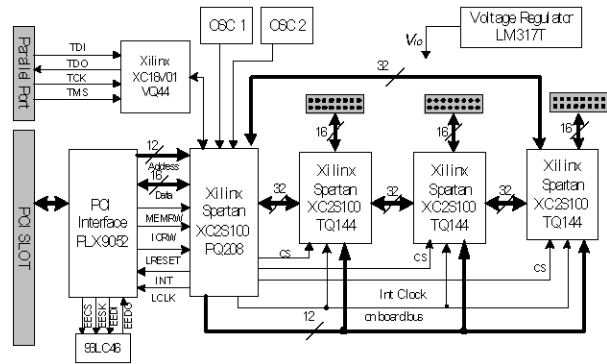 OSC 1
OSC 2
Voltage Regulator
LM317T
VIO
Parallel Port
TDI
TDO
TCK
TMS
Xilinx
XC18v01
VQ44
32
16
16
16
PCI SLOT
PCI
Interface
PLX9052
12
Address
16
Data
MEMRW
ICRW
LRESET
INT
LCLK
Xilinx
Spartan
XC2S100
PQ208
32
Xilinx
Spartan
XC2S100
TQ144
32
Xilinx
Spartan
XC2S100
TQ144
32
Xilinx
Spartan
XC2S100
TQ144
CS
CS
CS
Int Clock
12
onboard bus
EECS
EESK
EEDI
EEDO
93LC46